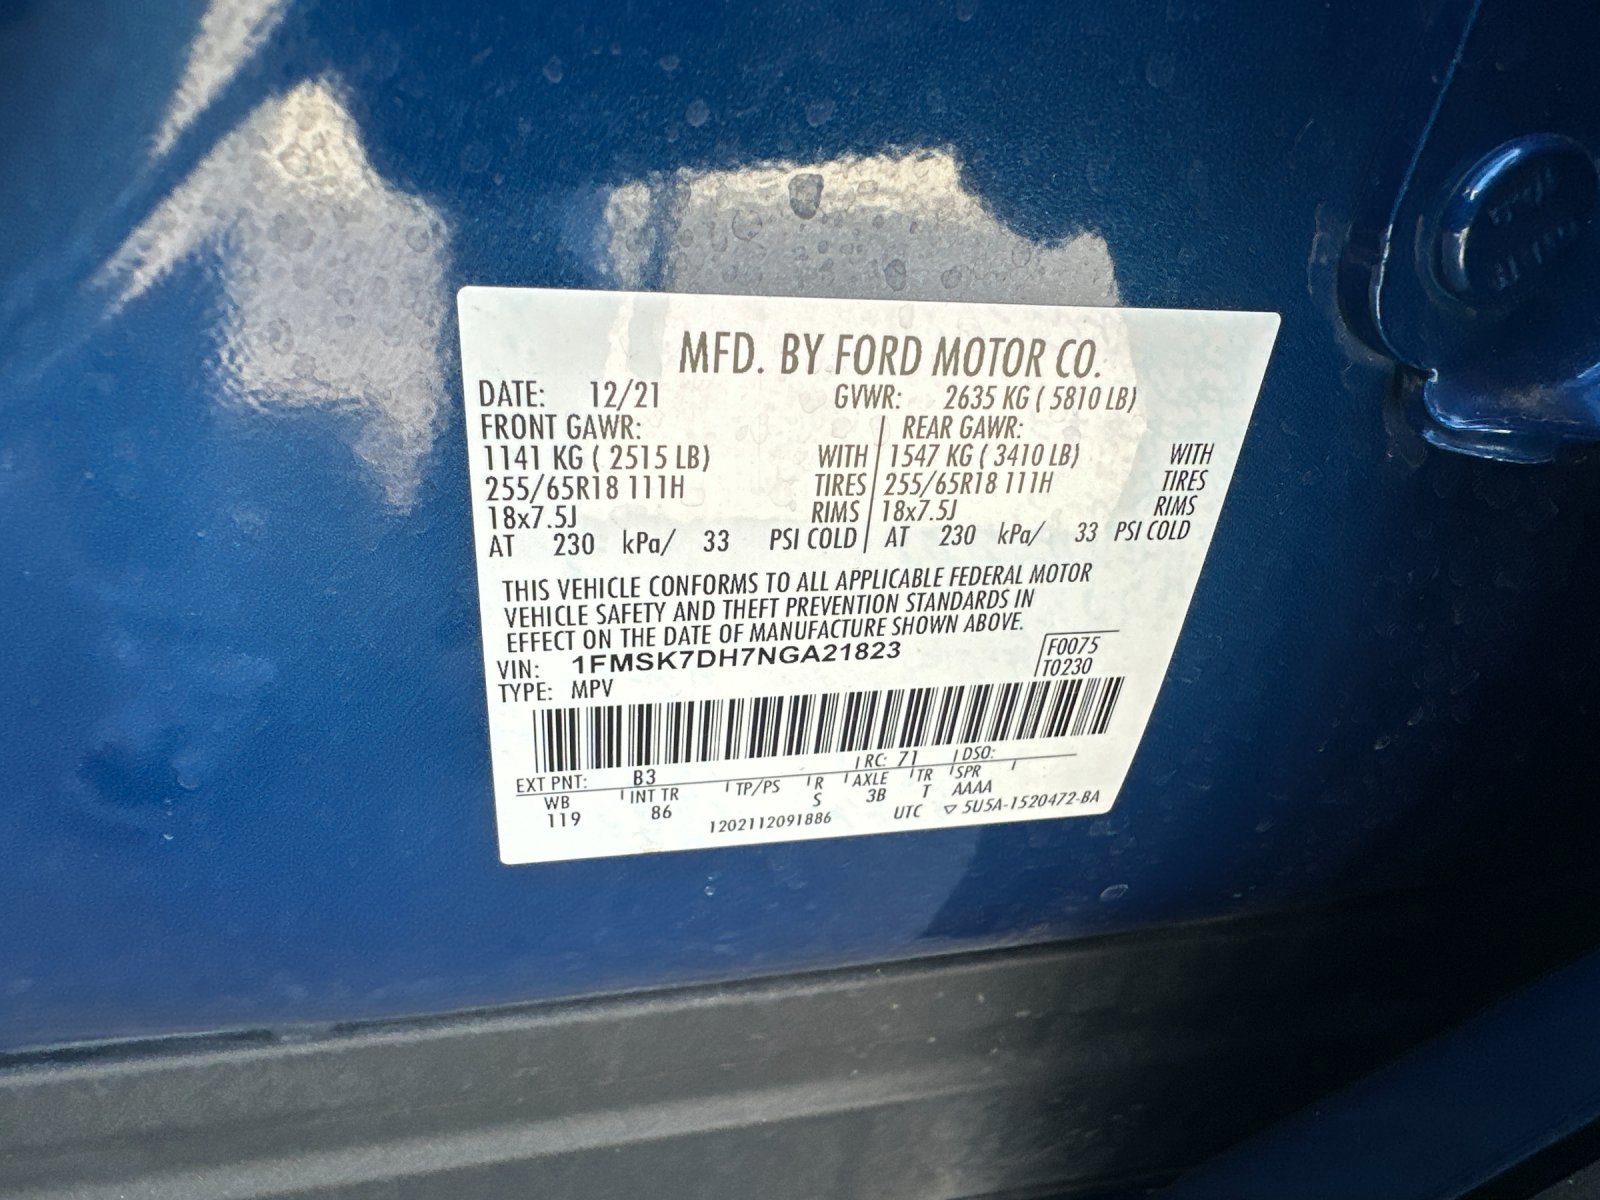 MFD. BY FORD MOTOR CO.
DATE: 12/21 GVWR: 2635 KG ( 5810 LB)
FRONT GAWR: REAR GAWR:
1141 KG ( 2515 LB) WITH 1547 KG ( 3410 LB) WITH
255/65R18 111H TIRES 255/65R18 111H TIRES
18x7.5J RIMS 18x7.5J RIMS
AT 230 kPa/ 33 PSI COLD AT 230 kPa/ 33 PSI COLD
THIS VEHICLE CONFORMS TO ALL APPLICABLE FEDERAL MOTOR
VEHICLE SAFETY AND THEFT PREVENTION STANDARDS IN
EFFECT ON THE DATE OF MANUFACTURE SHOWN ABOVE.
VIN: 1FMSK7DH7NGA21823 F0075
TYPE: MPV T0230
EXT PNT: B3 RC: 71 DSO:
WB INT TR TP/PS R AXLE TR SPR
119 86 S 3B T AAAA
1202112091886 UTC ▽ 5U5A-1520472-BA